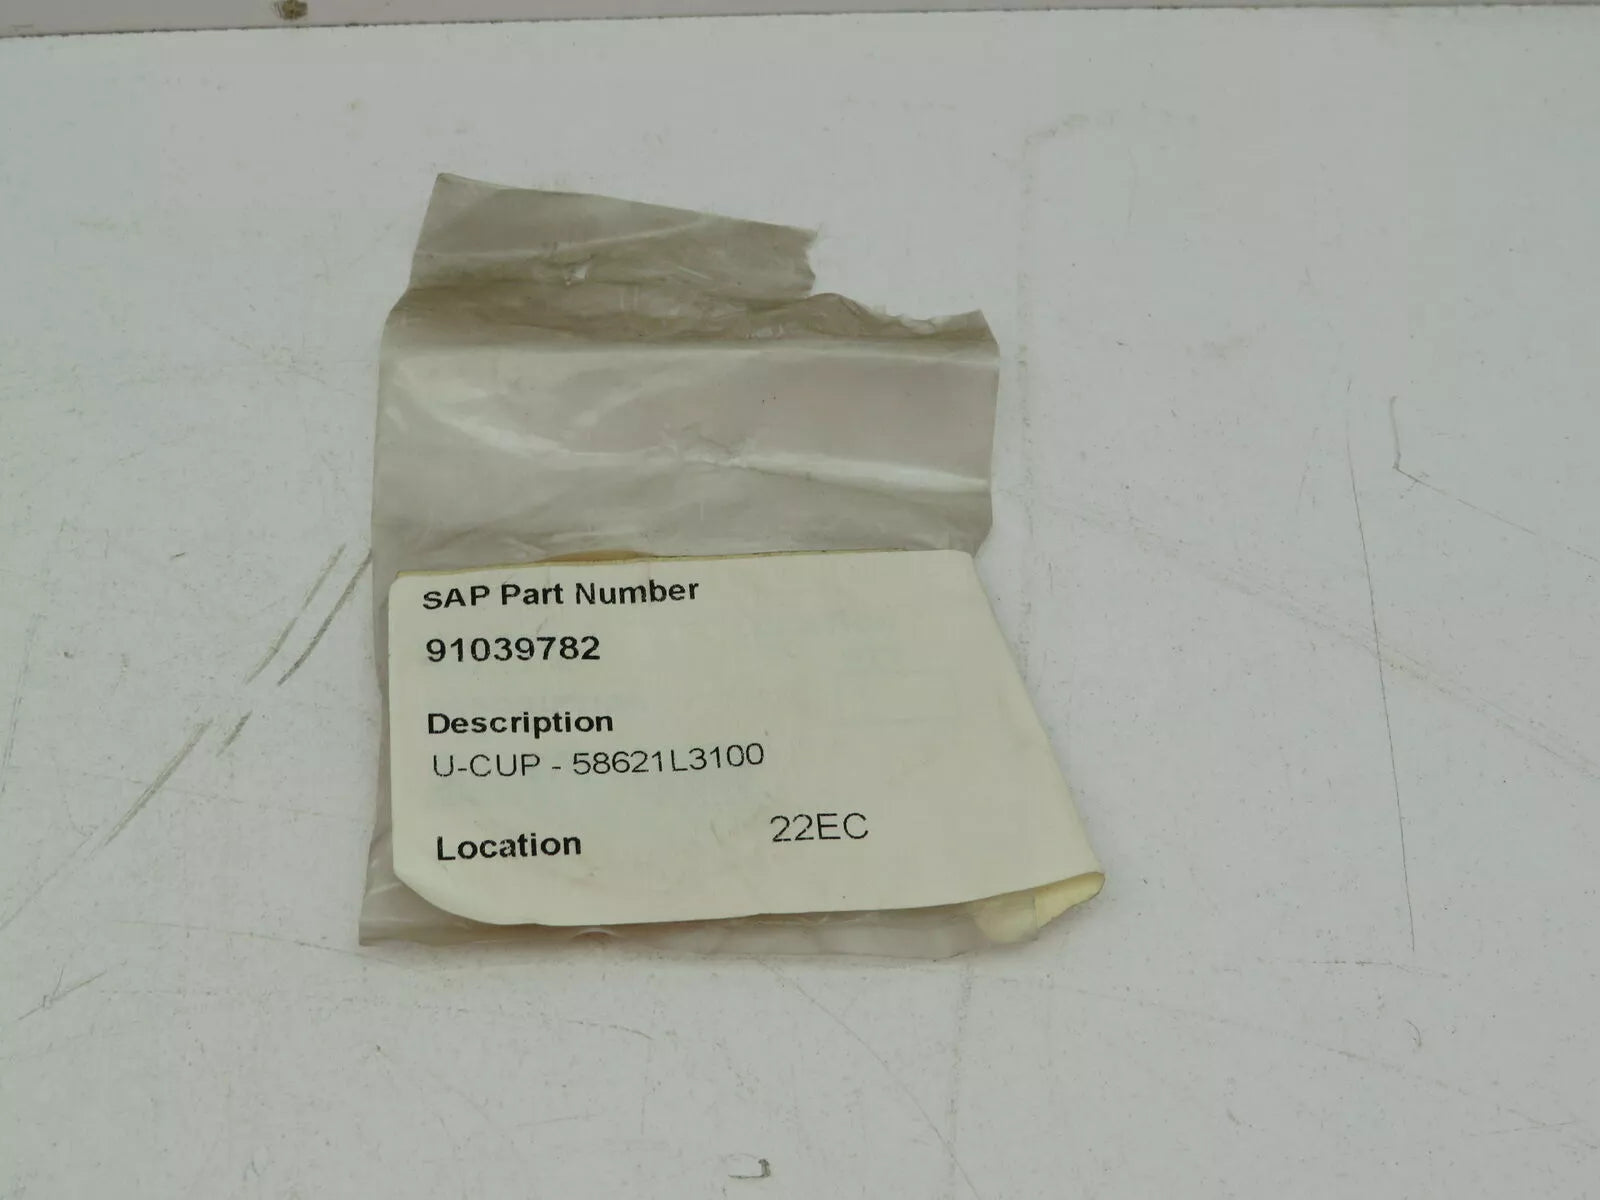 SAP Part Number
91039782
Description
U-CUP - 58621L3100
Location 22EC